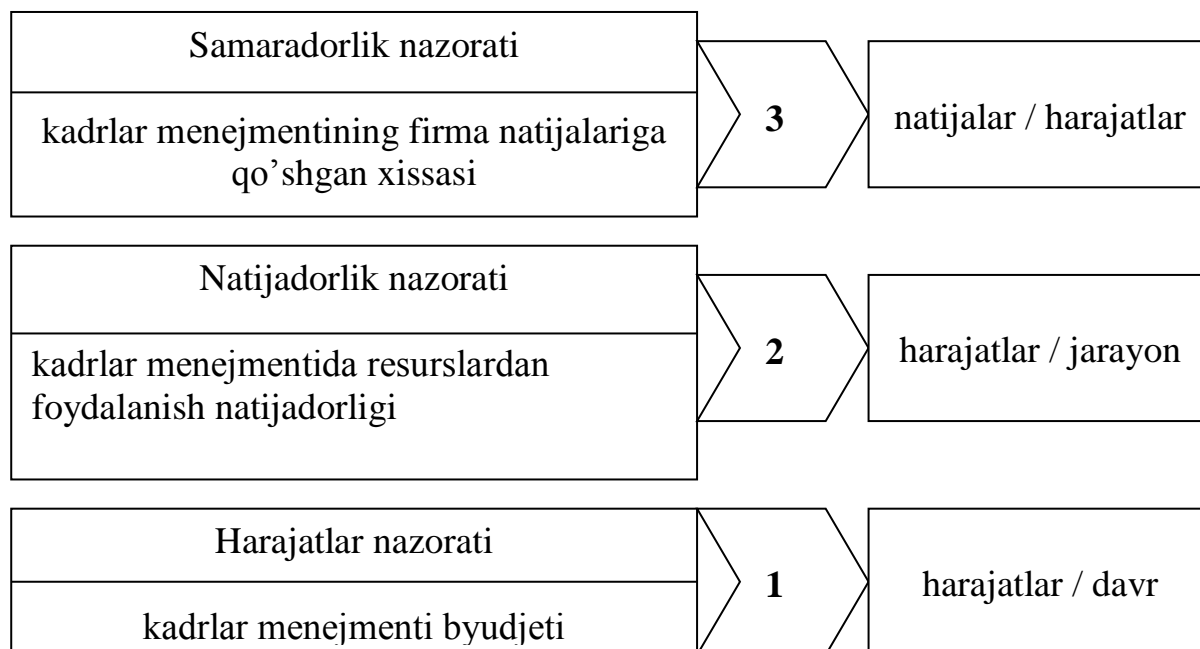 Samaradorlik nazorati
kadrlar menejmentining firma natijalariga
qo’shgan xissasi
3
natijalar / harajatlar
Natijadorlik nazorati
kadrlar menejmentida resurslardan
foydalanish natijadorligi
2
harajatlar / jarayon
Harajatlar nazorati
kadrlar menejmenti byudjeti
1
harajatlar / davr